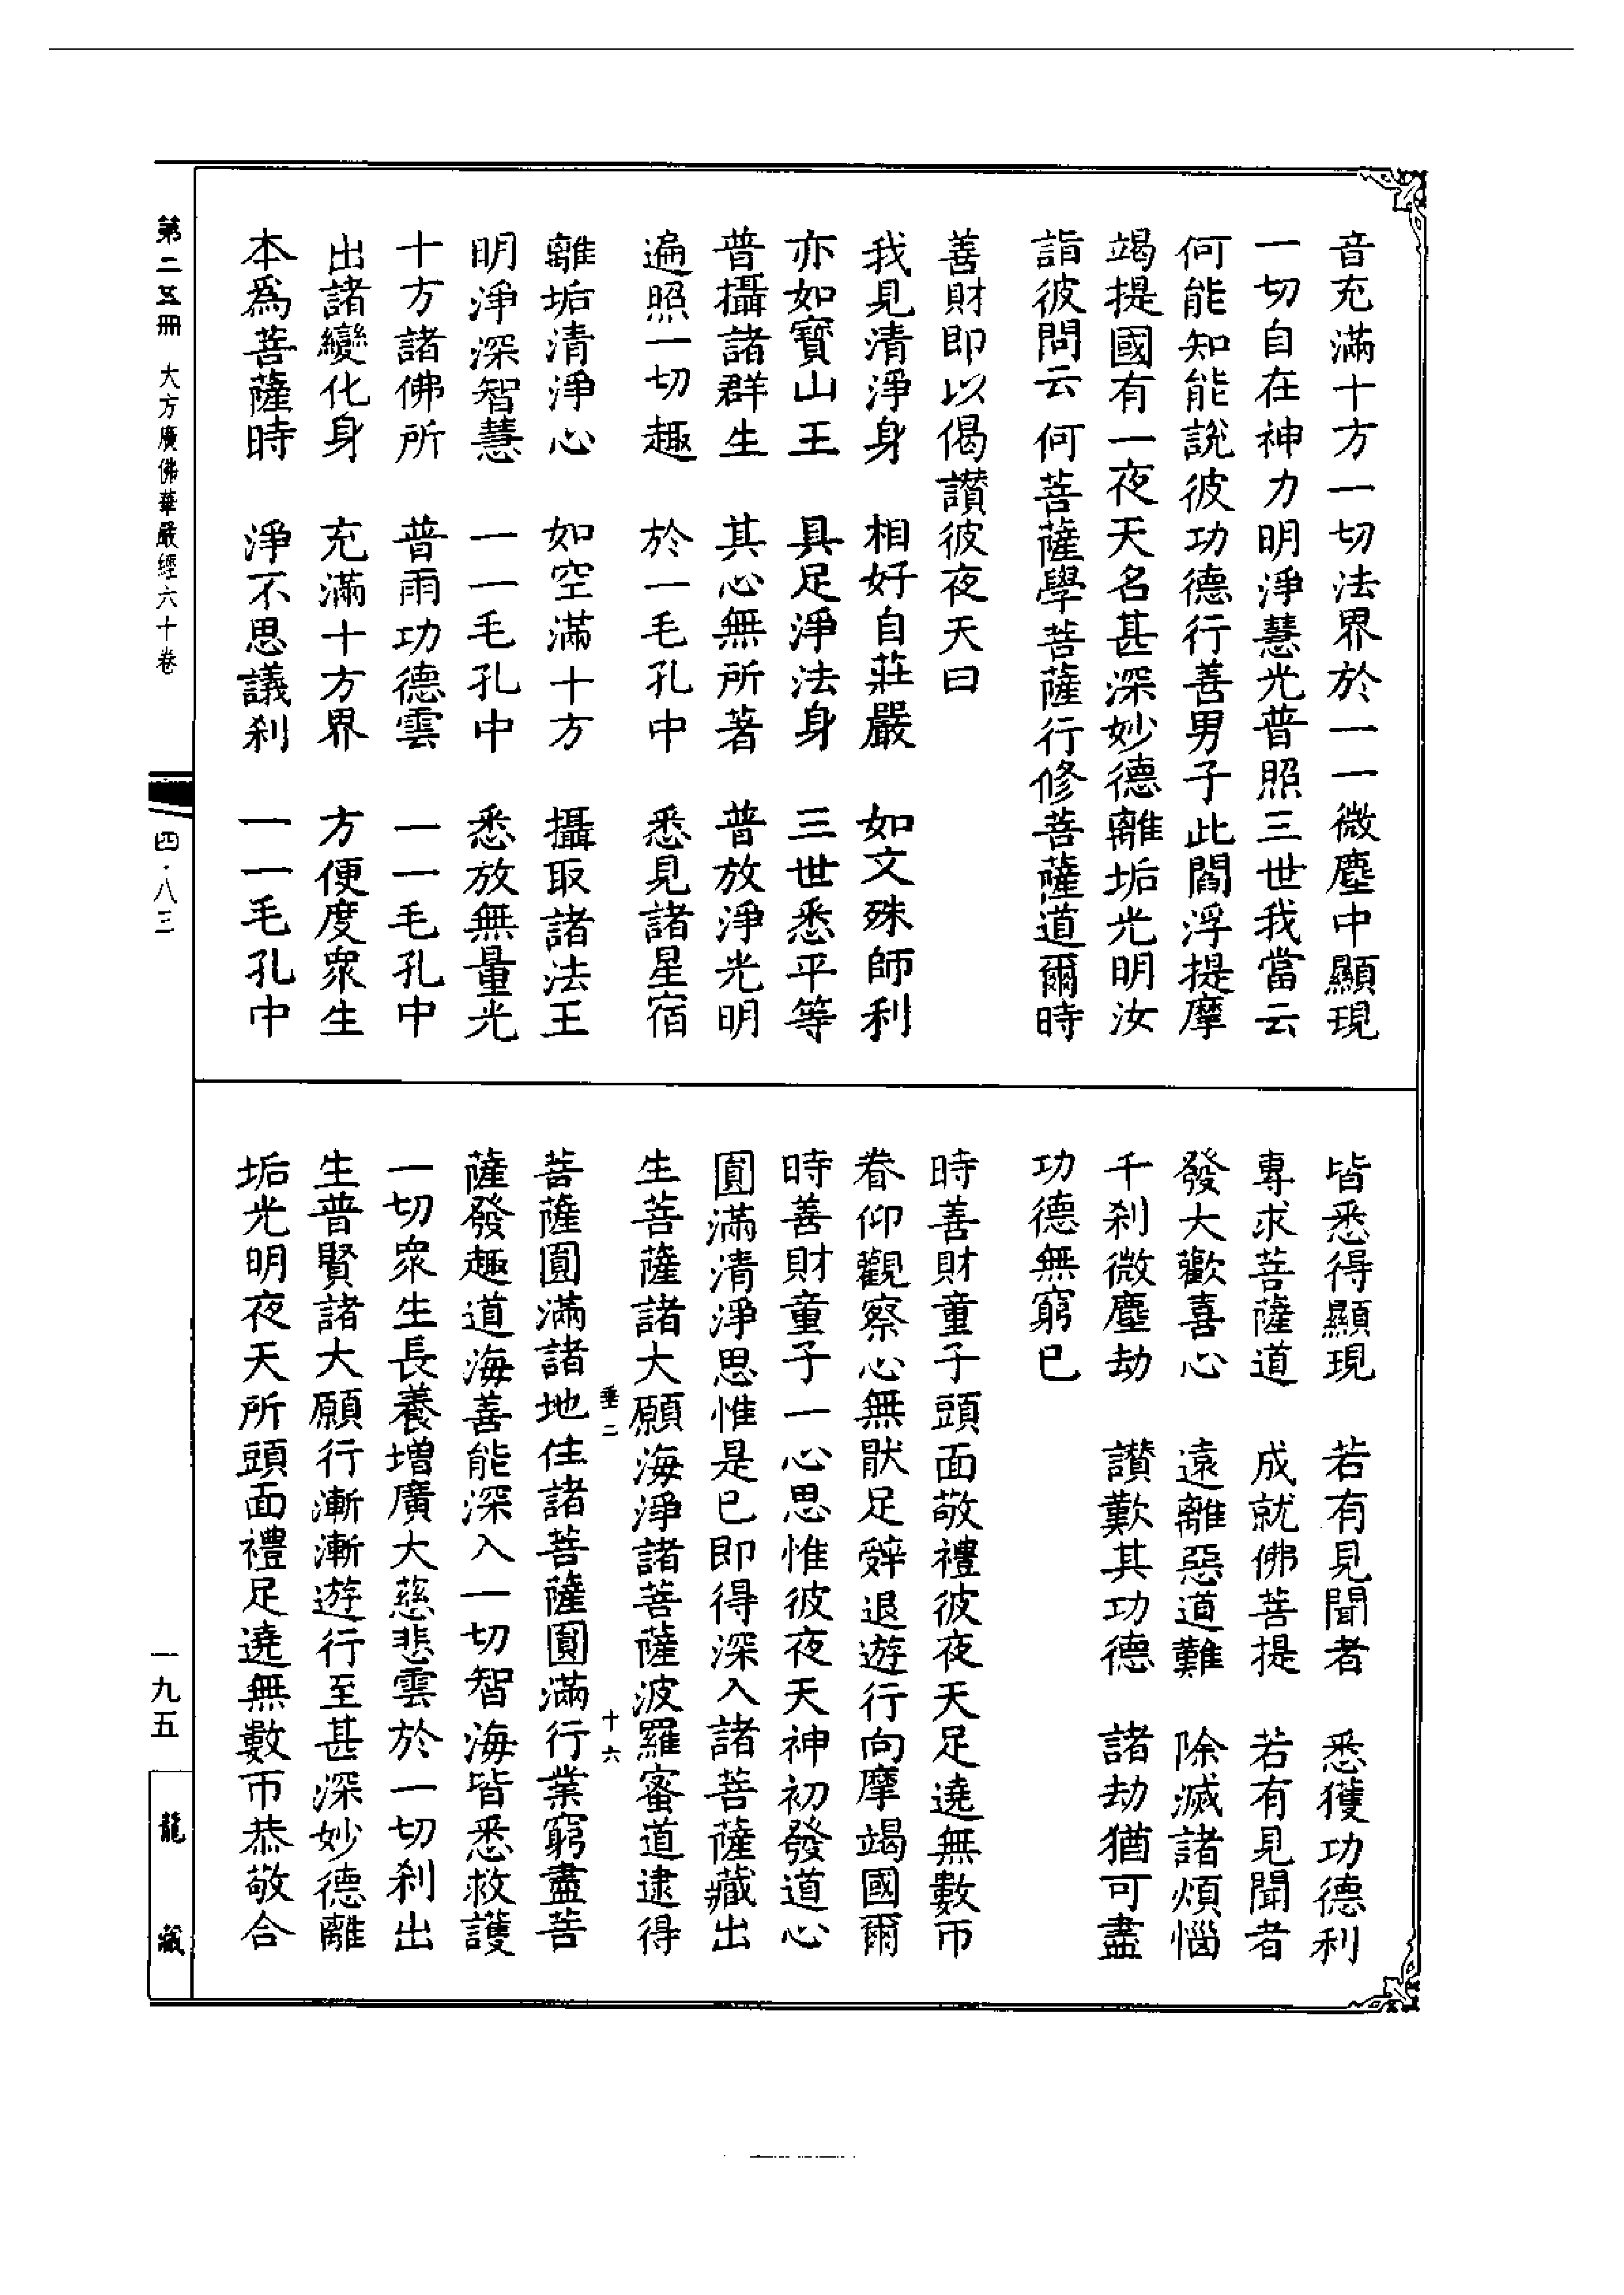 音充滿十方一切法界於一一微塵中顯現
一切自在神力明淨慧光普照三世我當云
何能知能說彼功德行善男子此閻浮提摩
竭提國有一夜天名甚深妙德離垢光明汝
詣彼問云何菩薩學菩薩行修菩薩道爾時
善財即以偈讃彼夜天曰
我見清淨身　相好自莊嚴　如文殊師利
亦如寳山王　具足淨法身　三世悉平等
普攝諸群生　其心無所著　普放淨光明
遍照一切趣　於一毛孔中　悉見諸星宿
離垢清淨心　如空滿十方　攝取諸法王
明淨深智慧　一一毛孔中　悉放無量光
十方諸佛所　普雨功德雲　一一毛孔中
出諸變化身　充滿十方界　方便度衆生
本爲菩薩時　淨不思議刹　一一毛孔中
皆悉得顯現　若有見聞者　悉獲功德利
專求菩薩道　成就佛菩提　若有見聞者
發大歡喜心　遠離惡道難　除滅諸煩惱
千刹微塵劫　讃歎其功德　諸劫猶可盡
功德無窮已
時善財童子頭面敬禮彼夜天足遶無數帀
眷仰觀察心無猒足辤退遊行向摩竭國爾
時善財童子一心思惟彼夜天神初發道心
圓滿清淨思惟是已即得深入諸菩薩藏出
生菩薩諸大願海淨諸菩薩波羅蜜道逮得
垂二　十六
菩薩圓滿諸地住諸菩薩圓滿行業窮盡菩
薩發趣道海善能深入一切智海皆悉救護
一切衆生長養增廣大慈悲雲於一切刹出
生普賢諸大願行漸漸遊行至甚深妙德離
垢光明夜天所頭面禮足遶無數帀恭敬合
第二五冊　大方廣佛華嚴經六十卷
四·八三
一九五
龍藏